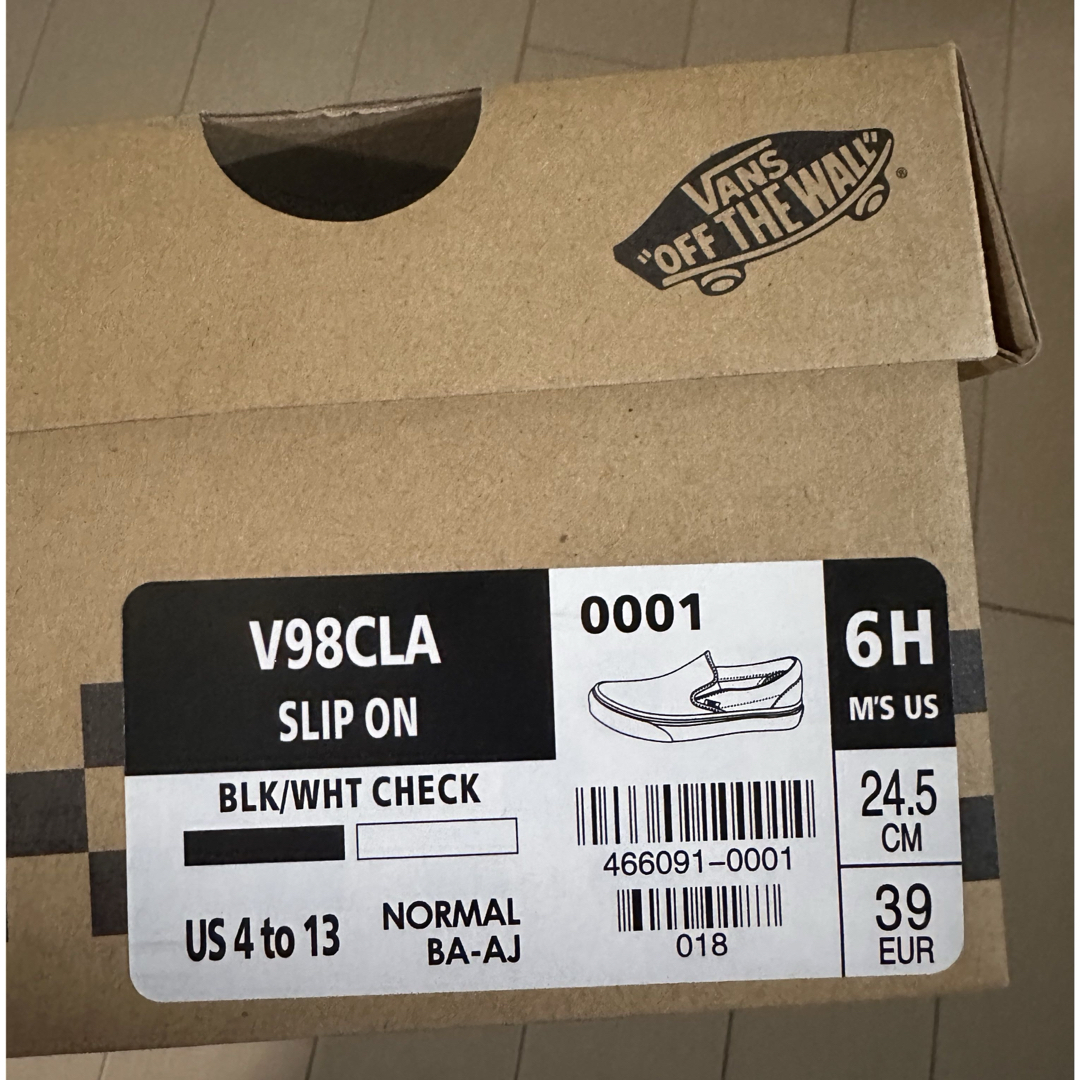 VANS
"OFF THE WALL"
®
V98CLA
SLIP ON
BLK/WHT CHECK
US 4 to 13
NORMAL
BA-AJ
0001
466091-0001
018
6H
M'S US
24.5
CM
39
EUR